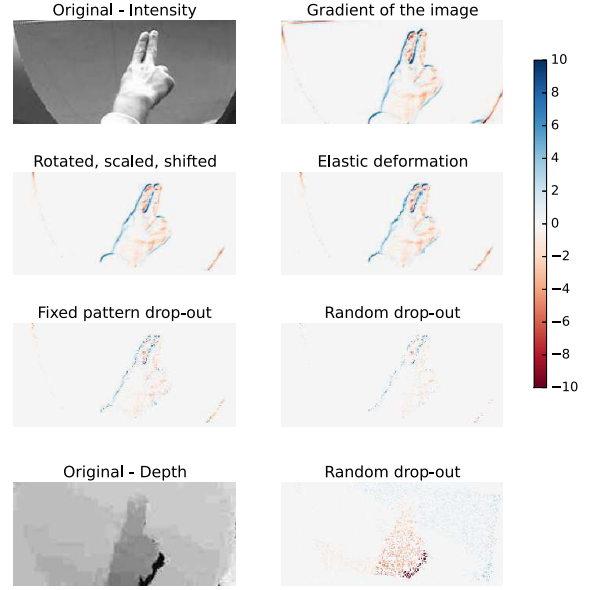 Original - Intensity
Gradient of the image
Rotated, scaled, shifted
Elastic deformation
Fixed pattern drop-out
Random drop-out
Original - Depth
Random drop-out
10
8
6
4
2
0
−2
−4
−6
−8
−10